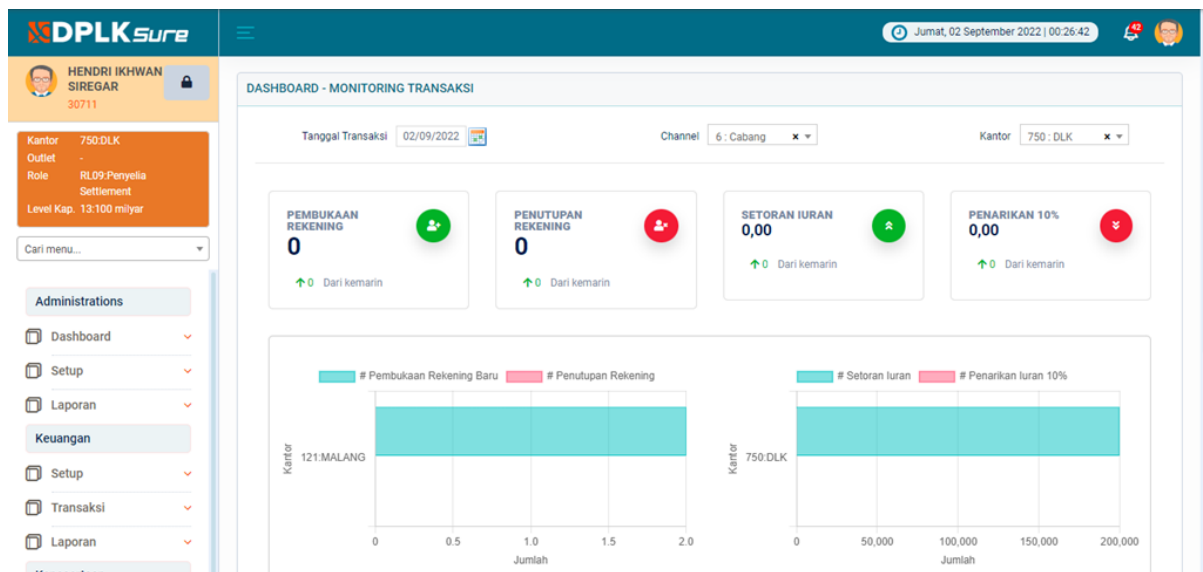 DPLK Sure
Jumat, 02 September 2022 | 00:26:42
42
HENDRI IKHWAN
SIREGAR
30711
Kantor 750:DLK
Outlet -
Role RL09:Penyelia
Settlement
Level Kap. 13:100 milyar
Cari menu...
Administrations
Dashboard
Setup
Laporan
Keuangan
Setup
Transaksi
Laporan
DASHBOARD - MONITORING TRANSAKSI
Tanggal Transaksi 02/09/2022
Channel 6 : Cabang x
Kantor 750 : DLK x
PEMBUKAAN
REKENING
0
0 Dari kemarin
PENUTUPAN
REKENING
0
0 Dari kemarin
SETORAN IURAN
0,00
0 Dari kemarin
PENARIKAN 10%
0,00
0 Dari kemarin
# Pembukaan Rekening Baru # Penutupan Rekening
Kantor
121:MALANG
0 0.5 1.0 1.5 2.0
Jumlah
# Setoran Iuran # Penarikan Iuran 10%
Kantor
750:DLK
0 50,000 100,000 150,000 200,000
Jumlah